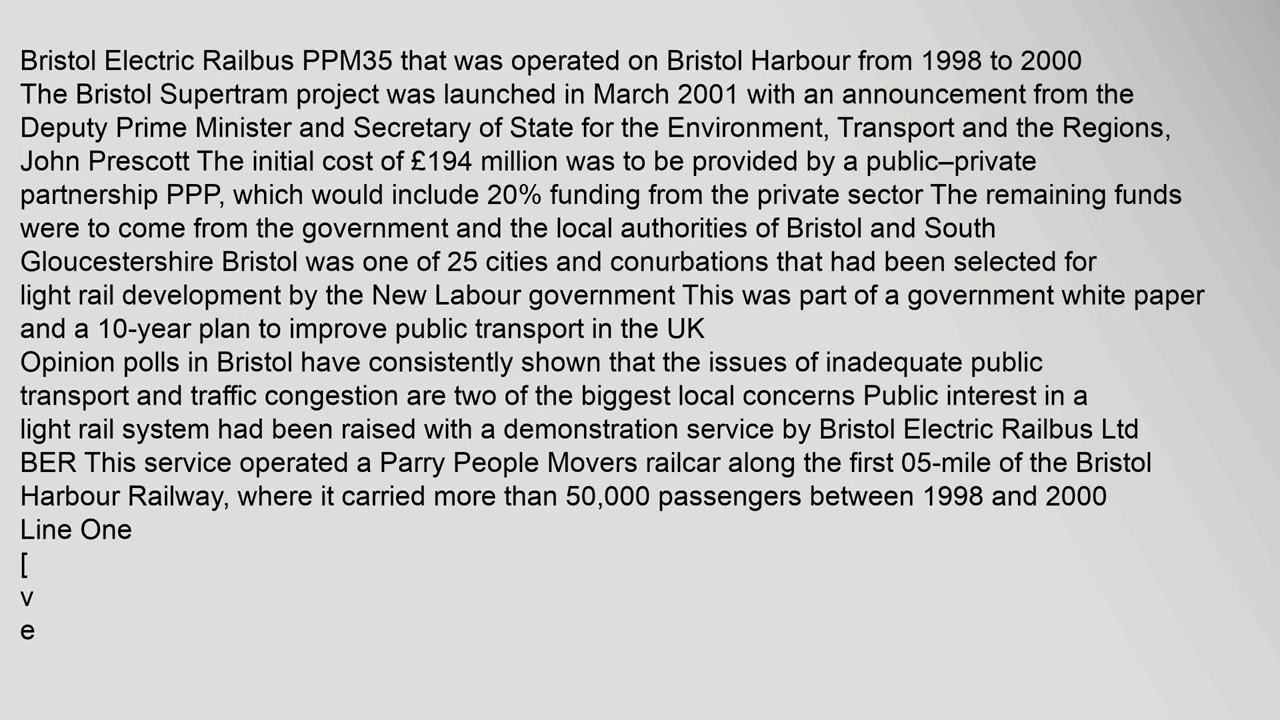 Bristol Electric Railbus PPM35 that was operated on Bristol Harbour from 1998 to 2000
The Bristol Supertram project was launched in March 2001 with an announcement from the
Deputy Prime Minister and Secretary of State for the Environment, Transport and the Regions,
John Prescott The initial cost of £194 million was to be provided by a public–private
partnership PPP, which would include 20% funding from the private sector The remaining funds
were to come from the government and the local authorities of Bristol and South
Gloucestershire Bristol was one of 25 cities and conurbations that had been selected for
light rail development by the New Labour government This was part of a government white paper
and a 10-year plan to improve public transport in the UK
Opinion polls in Bristol have consistently shown that the issues of inadequate public
transport and traffic congestion are two of the biggest local concerns Public interest in a
light rail system had been raised with a demonstration service by Bristol Electric Railbus Ltd
BER This service operated a Parry People Movers railcar along the first 05-mile of the Bristol
Harbour Railway, where it carried more than 50,000 passengers between 1998 and 2000
Line One
[
v
e